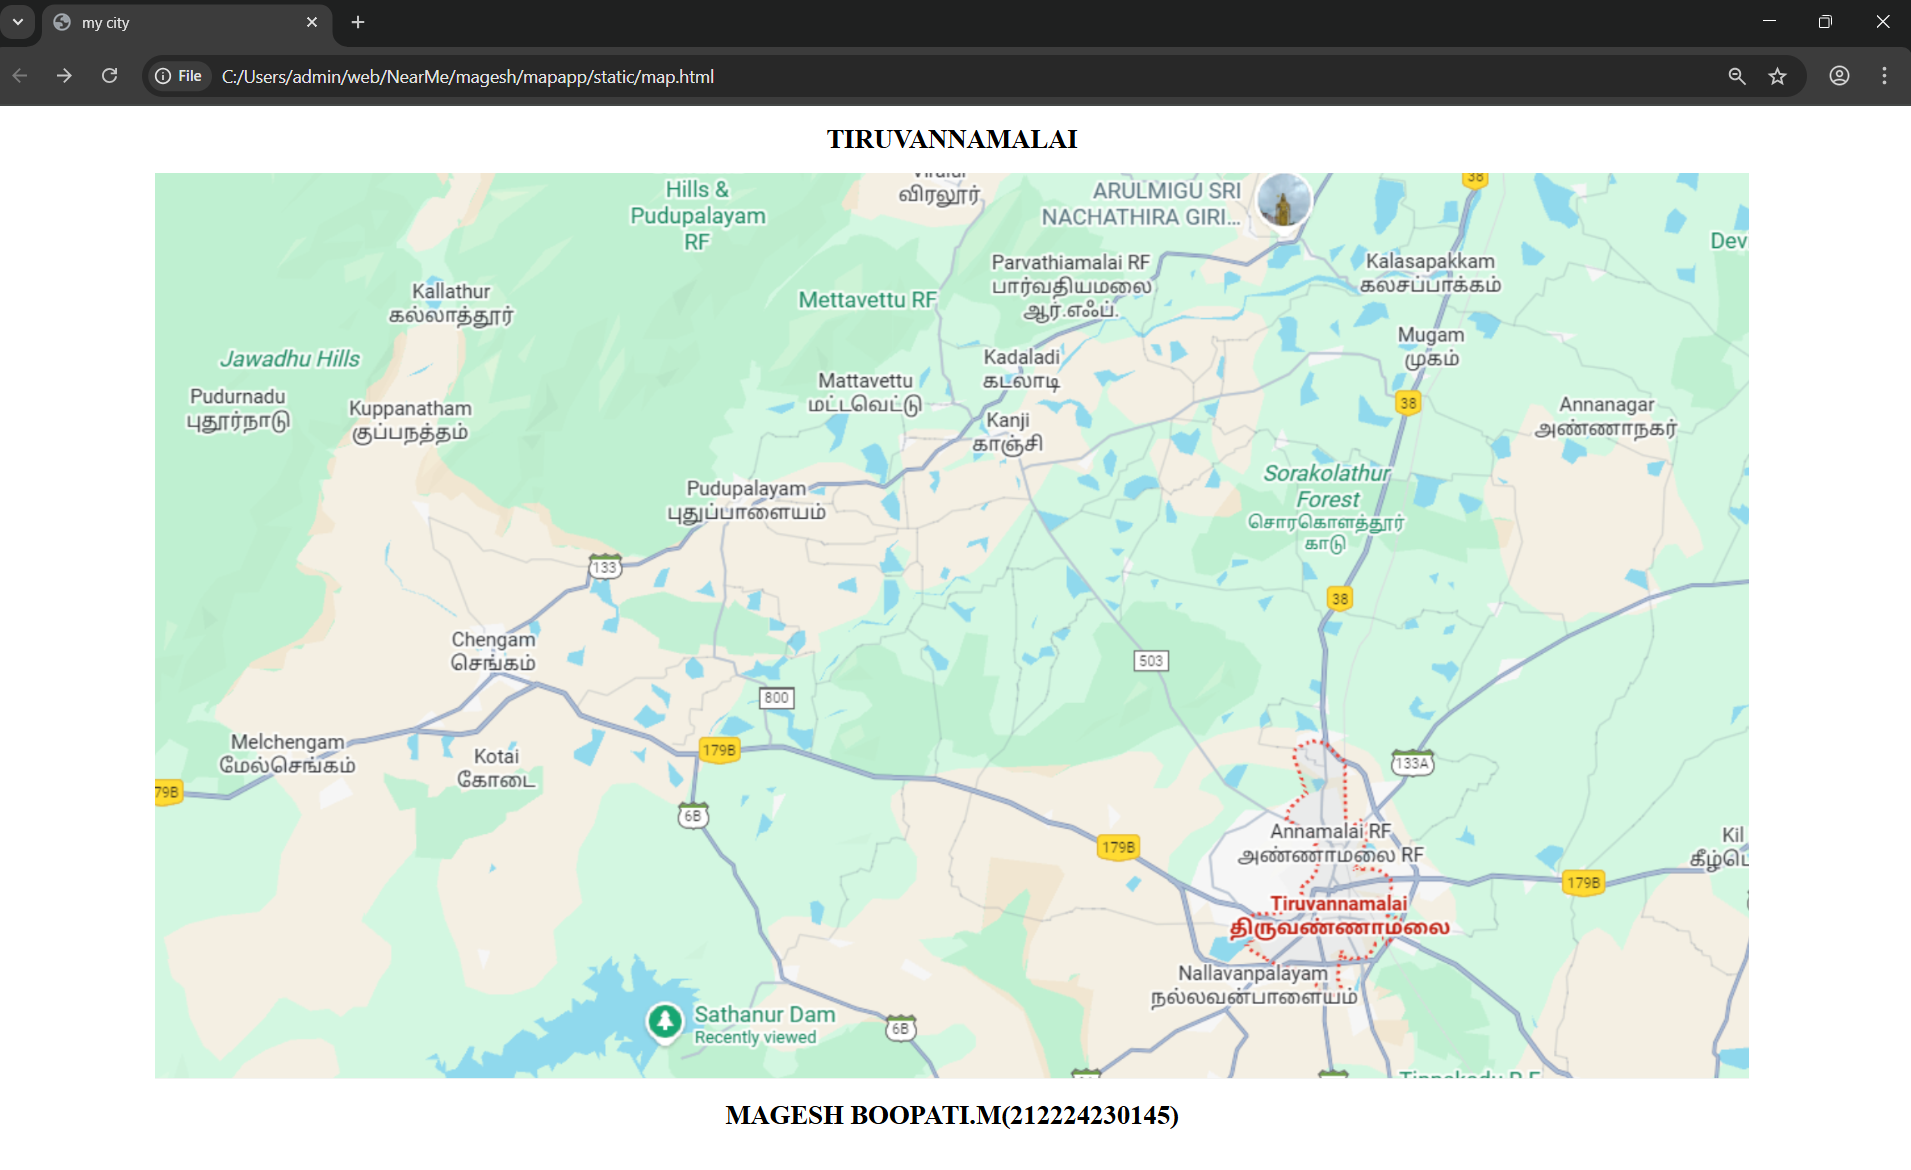 my city
File
C:/Users/admin/web/NearMe/magesh/mapapp/static/map.html
TIRUVANNAMALAI
Hills &
Pudupalayam
RF
விரலூர்
ARULMIGU SRI
NACHATHIRA GIRI...
38
Dev
Parvathiamalai RF
பார்வதியமலை
ஆர்.எஃப்.
Kalasapakkam
கலசப்பாக்கம்
Kallathur
கல்லாத்தூர்
Mettavettu RF
Mugam
முகம்
Jawadhu Hills
Kadaladi
கடலாடி
Pudurnadu
புதூர்நாடு
Mattavettu
மட்டவெட்டு
Kuppanatham
குப்பநத்தம்
Kanji
காஞ்சி
38
Annanagar
அண்ணாநகர்
Pudupalayam
புதுப்பாளையம்
Sorakolathur
Forest
சொரகொளத்தூர்
காடு
133
38
Chengam
செங்கம்
503
800
Melchengam
மேல்செங்கம்
Kotai
கோடை
179B
133A
79B
6B
Annamalai RF
அண்ணாமலை RF
179B
Kil
179B
Tiruvannamalai
திருவண்ணாமலை
Nallavanpalayam
நல்லவன்பாளையம்
Sathanur Dam
Recently viewed
6B
MAGESH BOOPATI.M(212224230145)